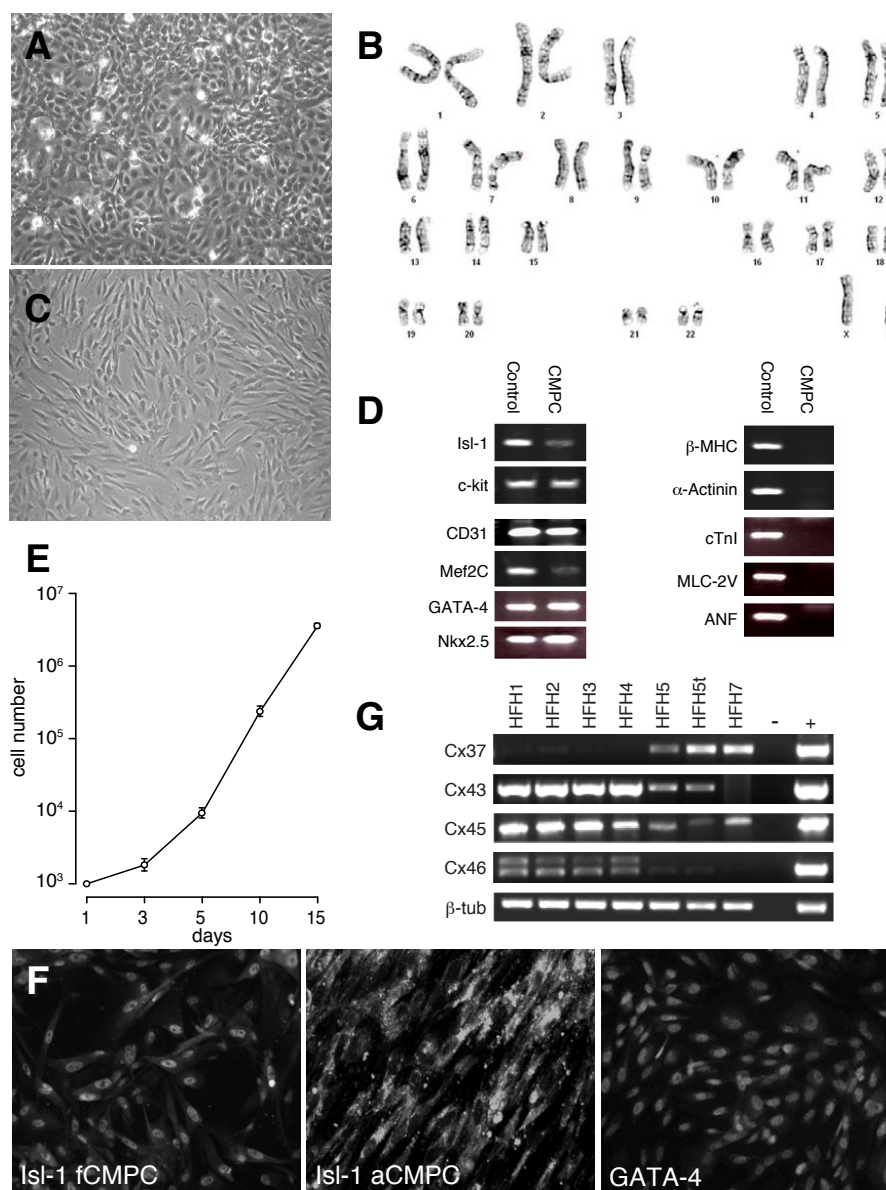 A
B
1 2 3 4 5
6 7 8 9 10 11 12
13 14 15 16 17 18
19 20 21 22 X
C
D
Control CMPC
Isl-1
c-kit
CD31
Mef2C
GATA-4
Nkx2.5
Control CMPC
β-MHC
α-Actinin
cTnI
MLC-2V
ANF
E
10⁷
10⁶
10⁵
10⁴
10³
cell number
1 3 5 10 15
days
G
HFH1 HFH2 HFH3 HFH4 HFH5 HFH5t HFH7 - +
Cx37
Cx43
Cx45
Cx46
β-tub
F
Isl-1 fCMPC
Isl-1 aCMPC
GATA-4